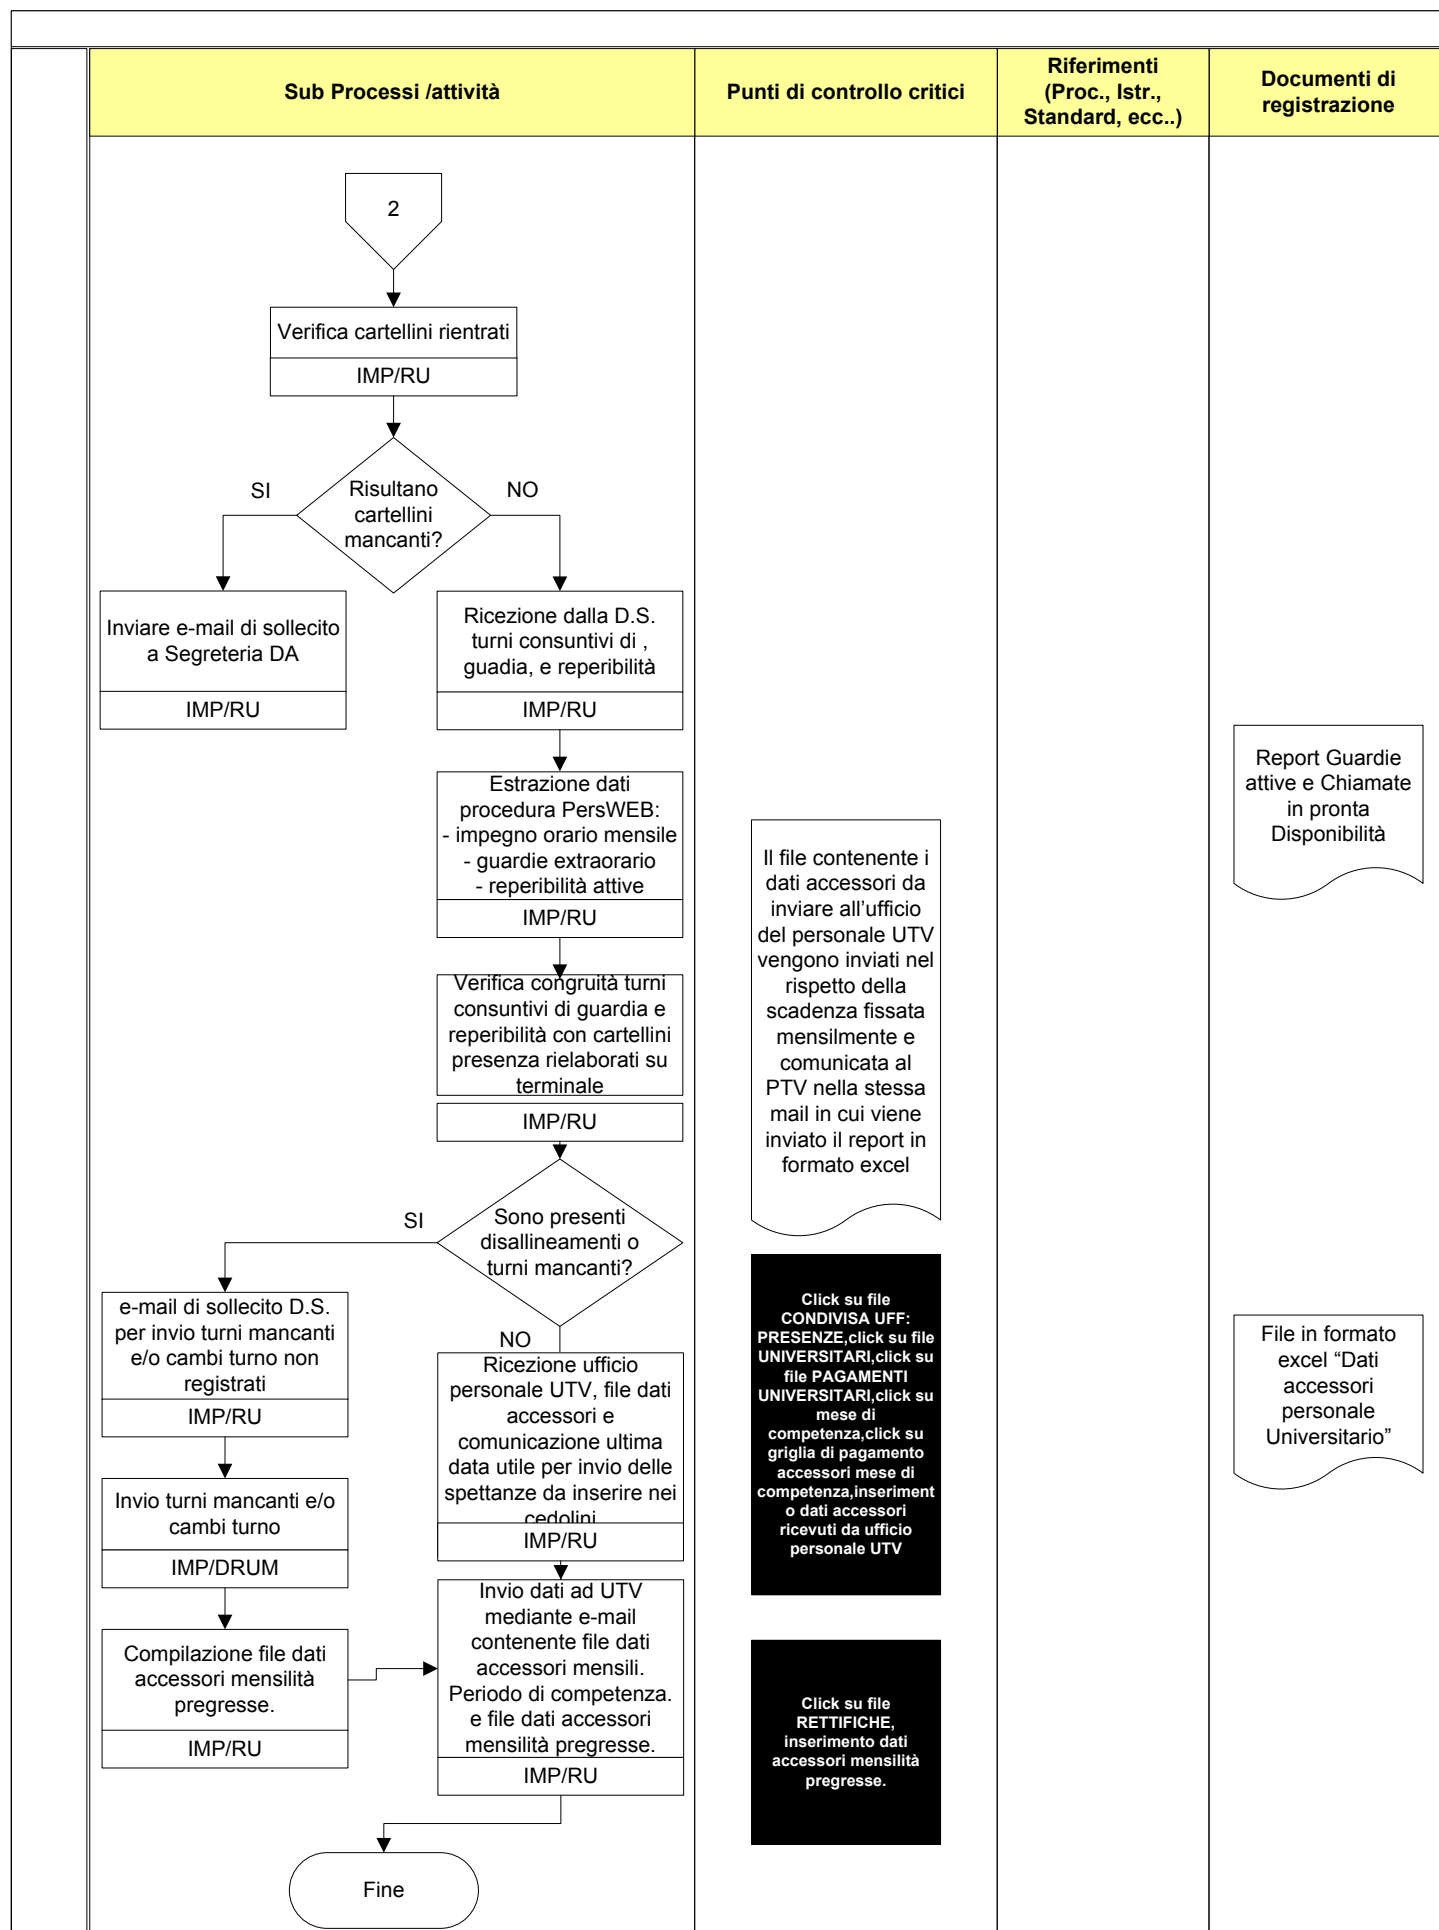 Sub Processi /attività
Punti di controllo critici
Riferimenti
(Proc., Istr.,
Standard, ecc..)
Documenti di
registrazione
2
Verifica cartellini rientrati
IMP/RU
Risultano
cartellini
mancanti?
SI
NO
Inviare e-mail di sollecito
a Segreteria DA
IMP/RU
Ricezione dalla D.S.
turni consuntivi di ,
guadia, e reperibilità
IMP/RU
Estrazione dati
procedura PersWEB:
- impegno orario mensile
- guardie extraorario
- reperibilità attive
IMP/RU
Verifica congruità turni
consuntivi di guardia e
reperibilità con cartellini
presenza rielaborati su
terminale
IMP/RU
Sono presenti
disallineamenti o
turni mancanti?
SI
NO
e-mail di sollecito D.S.
per invio turni mancanti
e/o cambi turno non
registrati
IMP/RU
Invio turni mancanti e/o
cambi turno
IMP/DRUM
Compilazione file dati
accessori mensilità
pregresse.
IMP/RU
Ricezione ufficio
personale UTV, file dati
accessori e
comunicazione ultima
data utile per invio delle
spettanze da inserire nei
cedolini
IMP/RU
Invio dati ad UTV
mediante e-mail
contenente file dati
accessori mensili.
Periodo di competenza.
e file dati accessori
mensilità pregresse.
IMP/RU
Fine
Il file contenente i
dati accessori da
inviare all’ufficio
del personale UTV
vengono inviati nel
rispetto della
scadenza fissata
mensilmente e
comunicata al
PTV nella stessa
mail in cui viene
inviato il report in
formato excel
Click su file
CONDIVISA UFF:
PRESENZE,click su file
UNIVERSITARI,click su
file PAGAMENTI
UNIVERSITARI,click su
mese di
competenza,click su
griglia di pagamento
accessori mese di
competenza,inseriment
o dati accessori
ricevuti da ufficio
personale UTV
Click su file
RETTIFICHE,
inserimento dati
accessori mensilità
pregresse.
Report Guardie
attive e Chiamate
in pronta
Disponibilità
File in formato
excel “Dati
accessori
personale
Universitario”